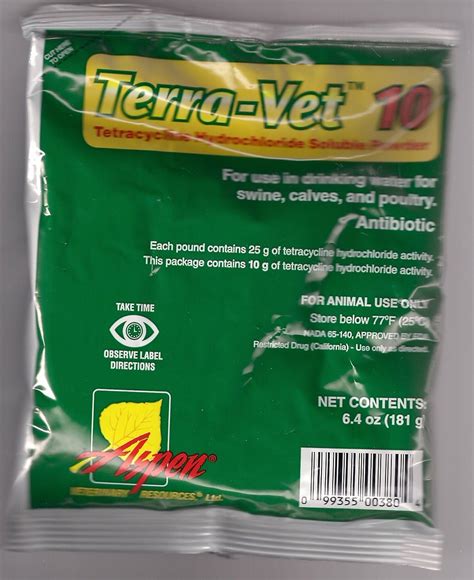 CUT HERE
TO OPEN
Terra-Vet™ 10
Tetracycline Hydrochloride Soluble Powder
For use in drinking water for
swine, calves, and poultry.
Antibiotic
Each pound contains 25 g of tetracycline hydrochloride activity.
This package contains 10 g of tetracycline hydrochloride activity.
TAKE TIME
OBSERVE LABEL
DIRECTIONS
FOR ANIMAL USE ONLY
Store below 77°F (25°C)
NADA 65-140, APPROVED BY FDA
Restricted Drug (California) - Use only as directed.
NET CONTENTS:
6.4 oz (181 g)
Aspen®
VETERINARY RESOURCES® Ltd.
0 99355 00380 4